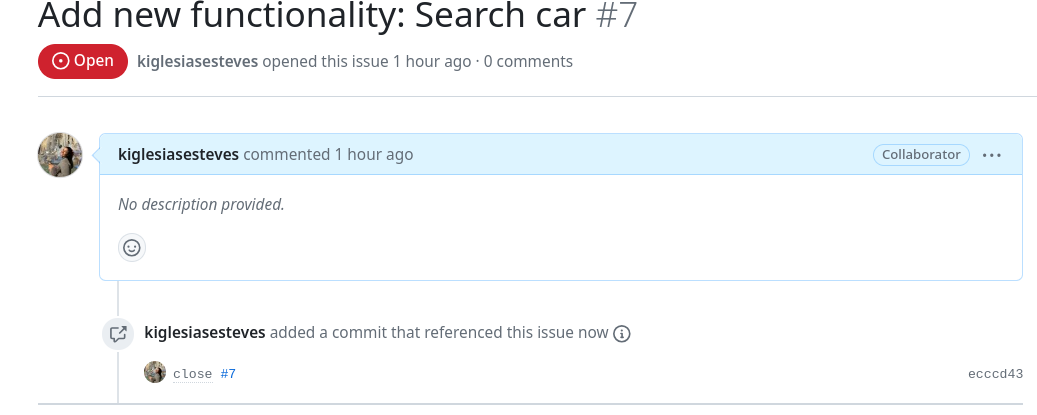 Add new functionality: Search car #7
Open kiglesiasesteves opened this issue 1 hour ago · 0 comments
kiglesiasesteves commented 1 hour ago Collaborator ···
No description provided.
kiglesiasesteves added a commit that referenced this issue now
close #7 ecccd43